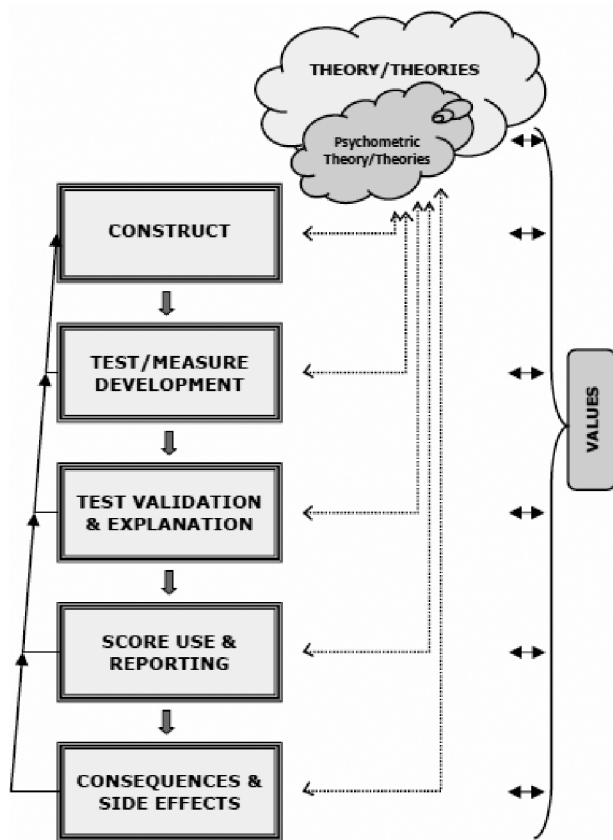 THEORY/THEORIES
Psychometric
Theory/Theories
CONSTRUCT
TEST/MEASURE
DEVELOPMENT
TEST VALIDATION
& EXPLANATION
SCORE USE &
REPORTING
CONSEQUENCES &
SIDE EFFECTS
VALUES